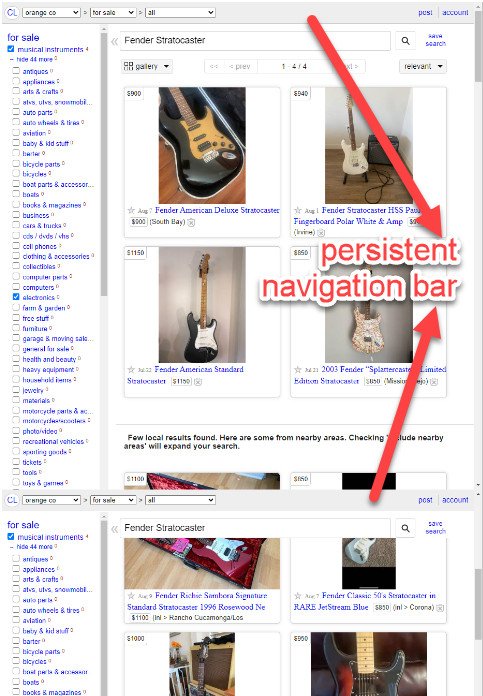 CL orange co > for sale > all post account
for sale
musical instruments 4
hide 44 more 0
antiques 0
appliances 0
arts & crafts 0
atvs, utvs, snowmobil... 0
auto parts 0
auto wheels & tires 0
aviation 0
baby & kid stuff 0
barter 0
bicycle parts 0
bicycles 0
boat parts & accessor... 0
boats 0
books & magazines 0
business 0
cars & trucks 0
cds / dvds / vhs 0
cell phones 0
clothing & accessories 0
collectibles 0
computer parts 0
computers 0
electronics 0
farm & garden 0
free stuff 0
furniture 0
garage & moving sale... 0
general for sale 0
health and beauty 0
heavy equipment 0
household items 0
jewelry 0
materials 0
motorcycle parts & ac... 0
motorcycles/scooters 0
photo/video 0
recreational vehicles 0
sporting goods 0
tickets 0
tools 0
toys & games 0
Fender Stratocaster
save
search
gallery
<< < prev 1 - 4 / 4 > relevant
$900
Aug 7 Fender American Deluxe Stratocaster
$900 (South Bay)
$940
Aug 1 Fender Stratocaster HSS
Fingerboard Polar White & Amp
(Irvine)
$1150
Jul 22 Fender American Standard
Stratocaster $1150
$850
Jul 21 2003 Fender “Splattercaster” Limited
Edition Stratocaster $850
persistent
navigation bar
Few local results found. Here are some from nearby areas. Checking 'include nearby
areas' will expand your search.
$1100
$850
CL orange co > for sale > all post account
for sale
musical instruments 4
hide 44 more 0
antiques 0
appliances 0
arts & crafts 0
atvs, utvs, snowmobil... 0
auto parts 0
auto wheels & tires 0
aviation 0
baby & kid stuff 0
barter 0
bicycle parts 0
bicycles 0
boat parts & accessor
boats 0
books & magazines 0
Fender Stratocaster
save
search
Aug 9 Fender Richie Sambora Signature
Standard Stratocaster 1996 Rosewood Ne
$1100 (inl > Rancho Cucamonga/Los
Aug 7 Fender Classic 50's Stratocaster in
RARE JetStream Blue $850 (inl > Corona)
$1000
$950